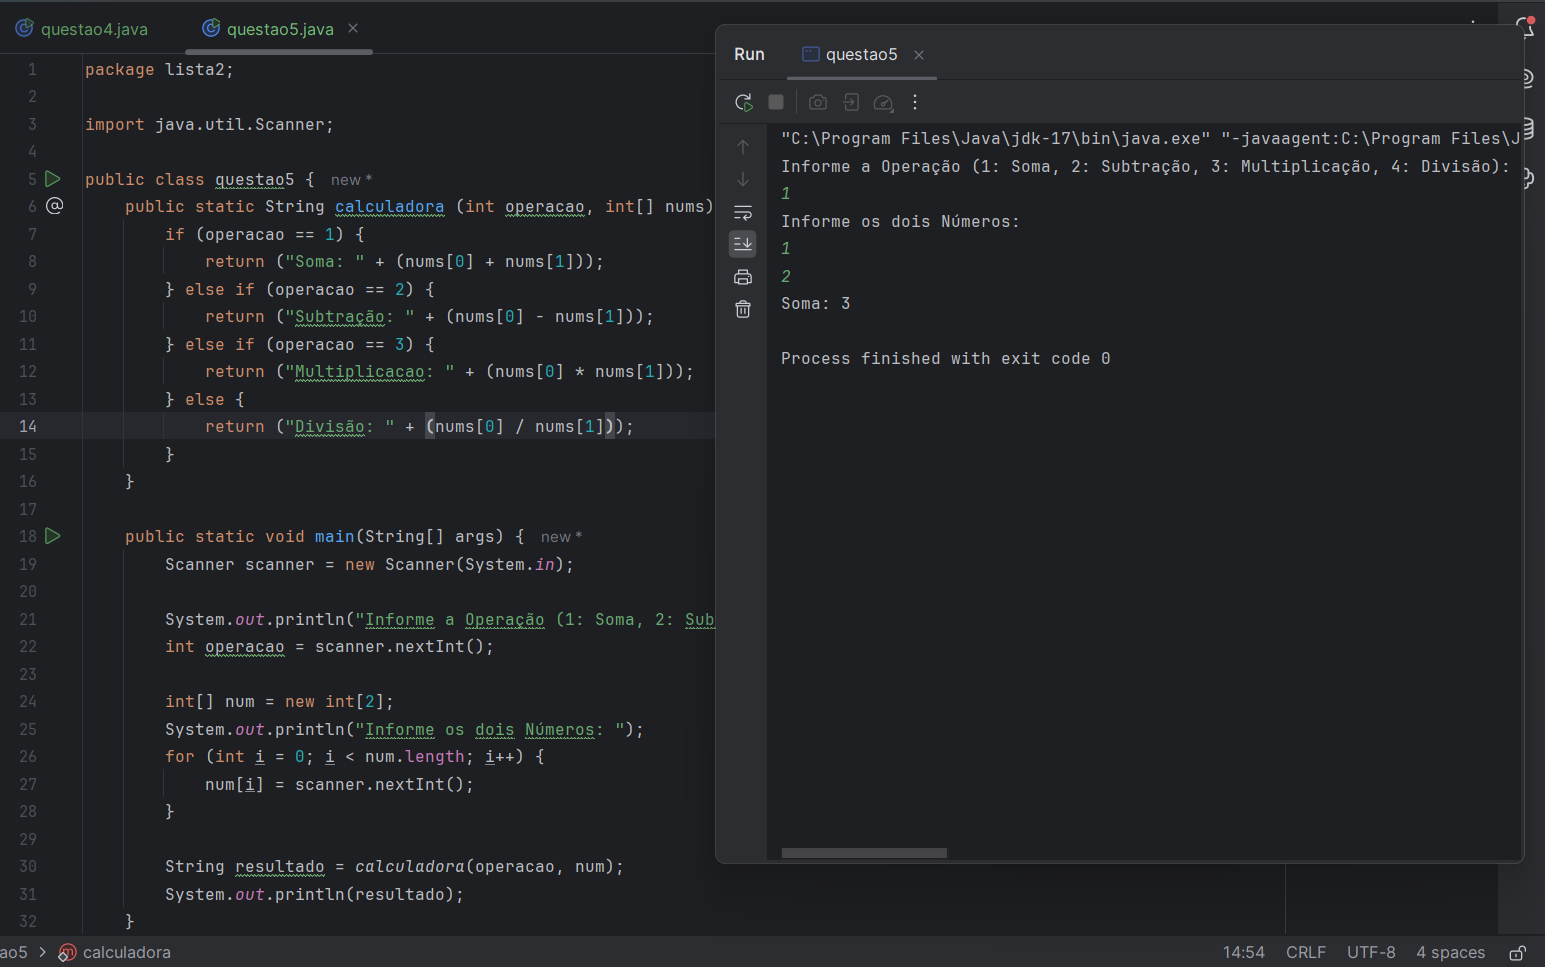 questao4.java questao5.java
1 package lista2;
2
3 import java.util.Scanner;
4
5 public class questao5 { new *
6 public static String calculadora (int operacao, int[] nums)
7 if (operacao == 1) {
8 return ("Soma: " + (nums[0] + nums[1]));
9 } else if (operacao == 2) {
10 return ("Subtração: " + (nums[0] - nums[1]));
11 } else if (operacao == 3) {
12 return ("Multiplicacao: " + (nums[0] * nums[1]));
13 } else {
14 return ("Divisão: " + (nums[0] / nums[1]));
15 }
16 }
17
18 public static void main(String[] args) { new *
19 Scanner scanner = new Scanner(System.in);
20
21 System.out.println("Informe a Operação (1: Soma, 2: Sub
22 int operacao = scanner.nextInt();
23
24 int[] num = new int[2];
25 System.out.println("Informe os dois Números: ");
26 for (int i = 0; i < num.length; i++) {
27 num[i] = scanner.nextInt();
28 }
29
30 String resultado = calculadora(operacao, num);
31 System.out.println(resultado);
32 }
Run questao5
"C:\Program Files\Java\jdk-17\bin\java.exe" "-javaagent:C:\Program Files\J
Informe a Operação (1: Soma, 2: Subtração, 3: Multiplicação, 4: Divisão):
1
Informe os dois Números:
1
2
Soma: 3
Process finished with exit code 0
ao5 > calculadora
14:54 CRLF UTF-8 4 spaces